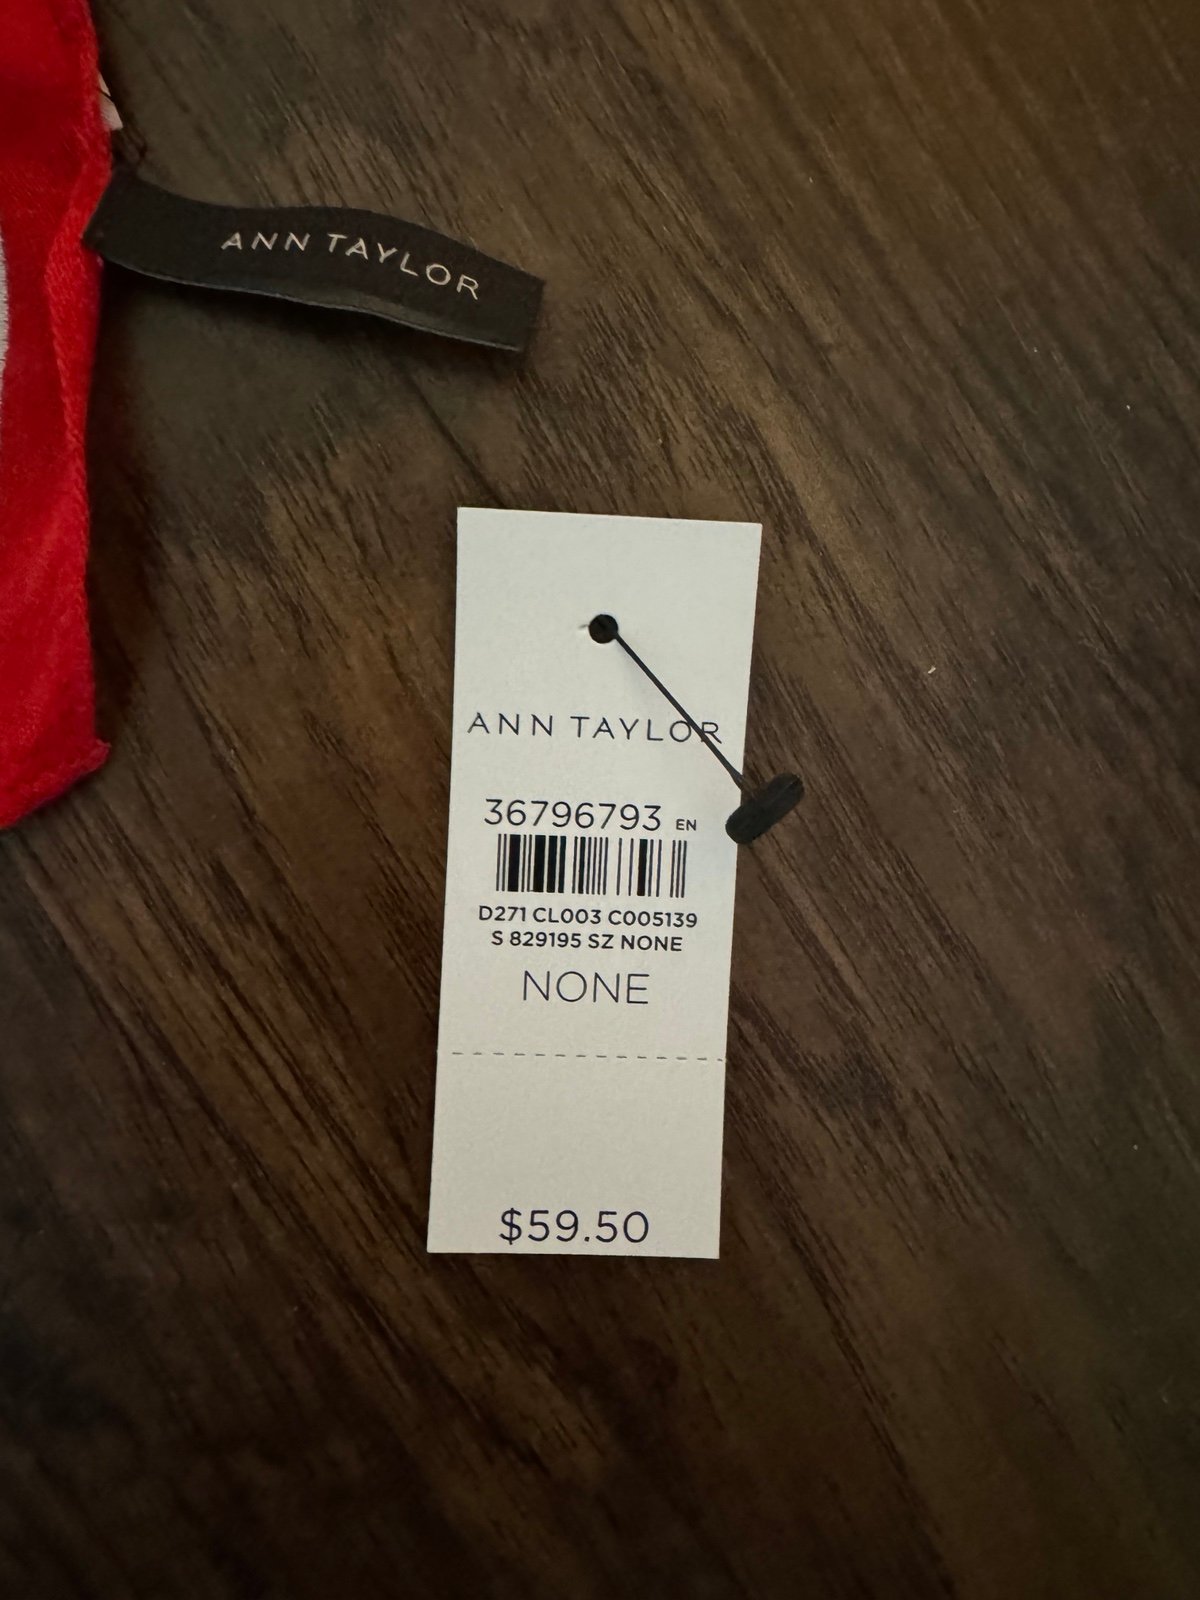 ANN TAYLOR
ANN TAYLOR
36796793 EN
D271 CL003 C005139
S 829195 SZ NONE
NONE
$59.50